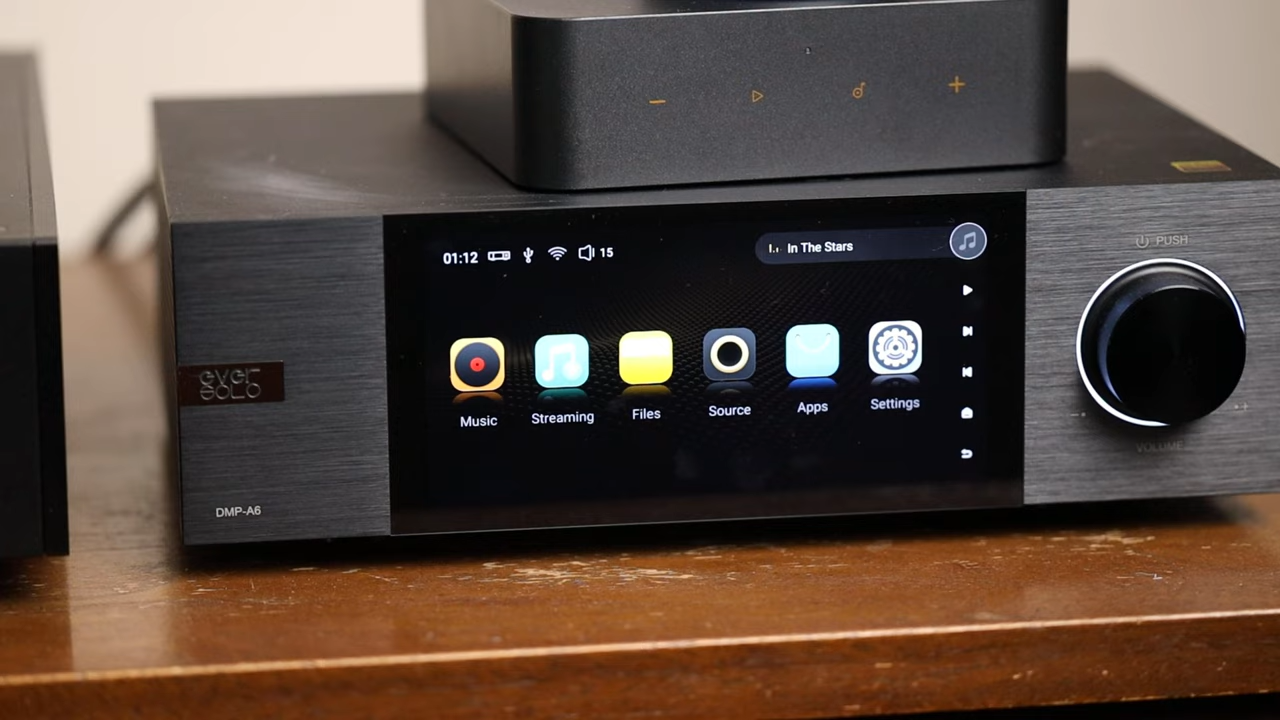 01:12 15
In The Stars
PUSH
Music Streaming Files Source Apps Settings
EVER
SOLO
VOLUME
DMP-A6